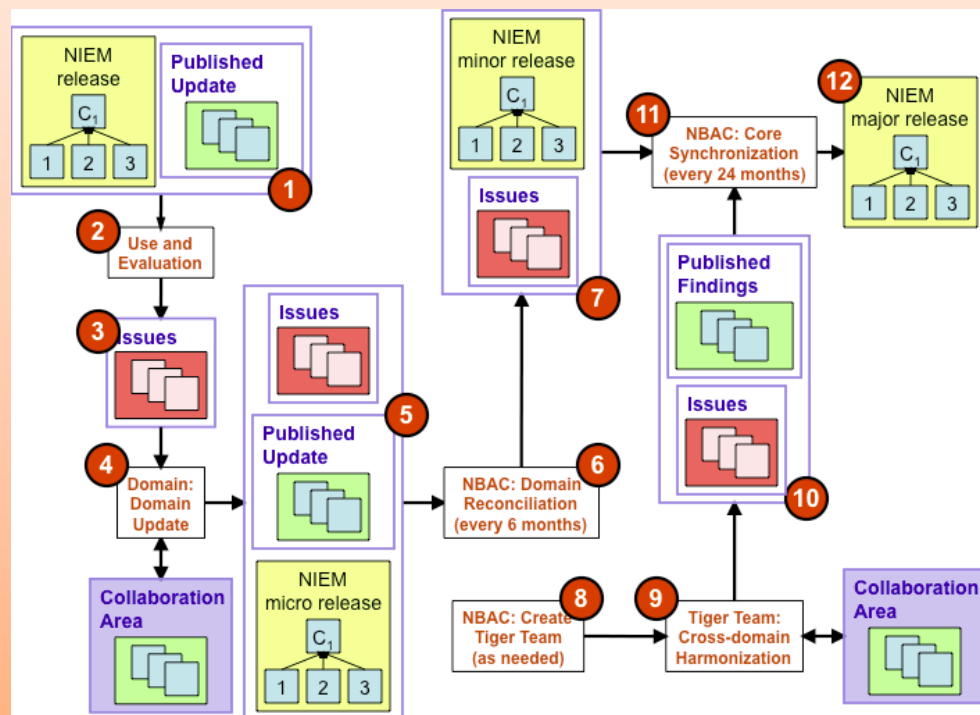 NIEM
release
C1
1 2 3
Published
Update
1
2
Use and
Evaluation
3
Issues
4
Domain:
Domain
Update
Collaboration
Area
Issues
5
Published
Update
NIEM
micro release
C1
1 2 3
NBAC: Domain
Reconciliation
(every 6 months)
6
NIEM
minor release
C1
1 2 3
Issues
7
NBAC: Create
Tiger Team
(as needed)
8
9
Tiger Team:
Cross-domain
Harmonization
Collaboration
Area
Published
Findings
Issues
10
11
NBAC: Core
Synchronization
(every 24 months)
12
NIEM
major release
C1
1 2 3